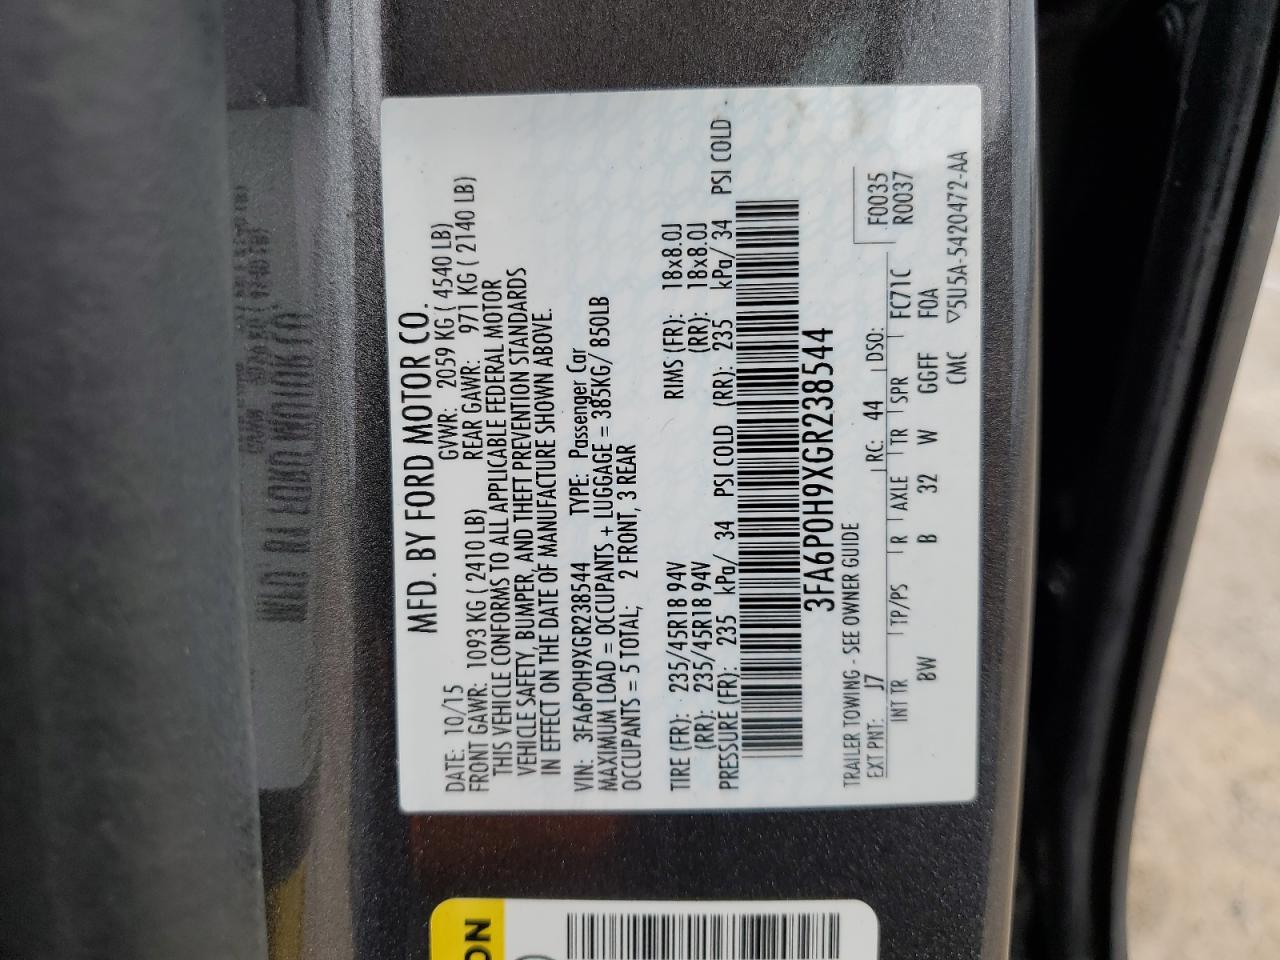 MFD. BY FORD MOTOR CO.
DATE: 10/15 GVWR: 2059 KG ( 4540 LB)
FRONT GAWR: 1093 KG ( 2410 LB) REAR GAWR: 971 KG ( 2140 LB)
THIS VEHICLE CONFORMS TO ALL APPLICABLE FEDERAL MOTOR
VEHICLE SAFETY, BUMPER, AND THEFT PREVENTION STANDARDS
IN EFFECT ON THE DATE OF MANUFACTURE SHOWN ABOVE.
VIN: 3FA6P0H9XGR238544 TYPE: Passenger Car
MAXIMUM LOAD = OCCUPANTS + LUGGAGE = 385KG/ 850LB
OCCUPANTS = 5 TOTAL; 2 FRONT, 3 REAR
TIRE (FR): 235/45R18 94V RIMS (FR): 18x8.0J
(RR): 235/45R18 94V (RR): 18x8.0J
PRESSURE (FR): 235 kPa/ 34 PSI COLD (RR): 235 kPa/ 34 PSI COLD
3FA6P0H9XGR238544
TRAILER TOWING - SEE OWNER GUIDE
F0035
R0037
EXT PNT: J7 RC: 44 DSO: FC71C
INT TR TP/PS R AXLE TR SPR
BW B 32 W GGFF F0A
CMC ▽5U5A-5420472-AA
ON